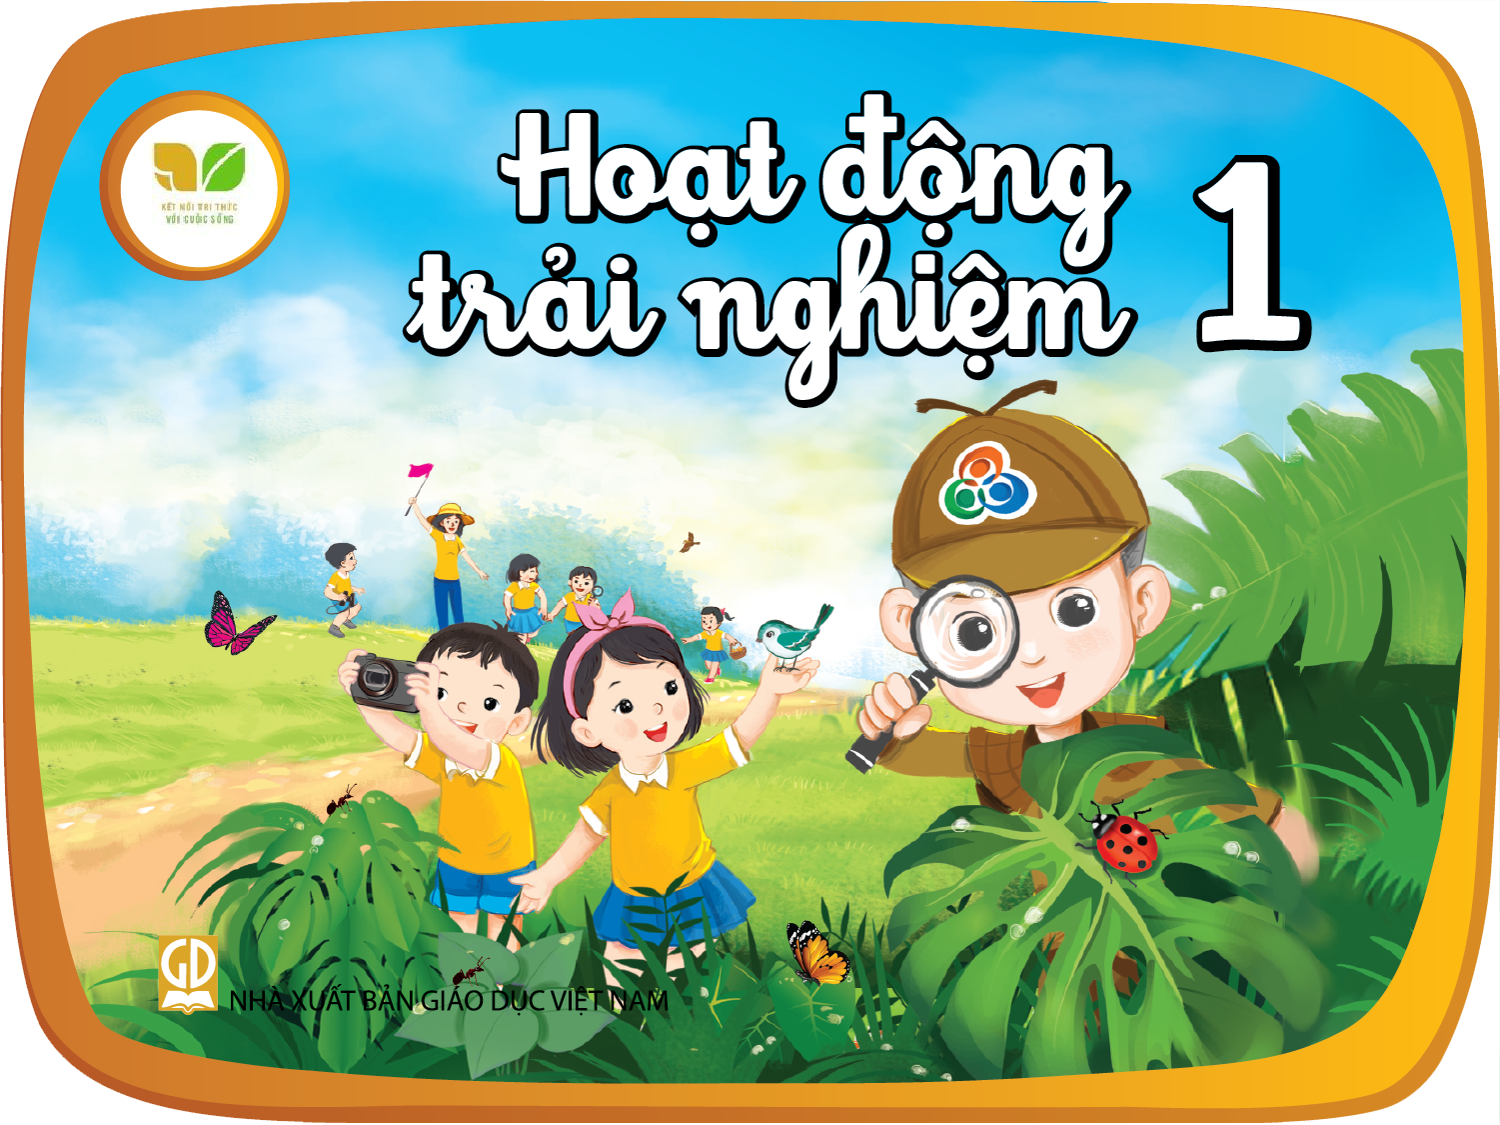 KẾT NỐI TRI THỨC
VỚI CUỘC SỐNG
Hoạt động
trải nghiệm
1
GD
NHÀ XUẤT BẢN GIÁO DỤC VIỆT NAM